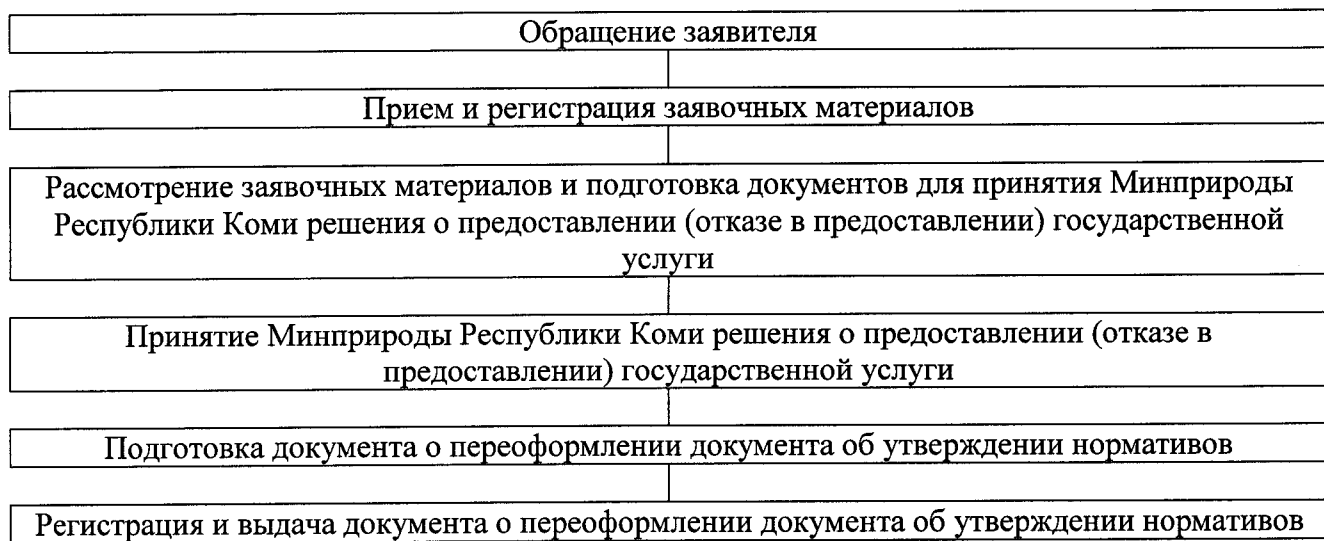 Обращение заявителя
Прием и регистрация заявочных материалов
Рассмотрение заявочных материалов и подготовка документов для принятия Минприроды
Республики Коми решения о предоставлении (отказе в предоставлении) государственной
услуги
Принятие Минприроды Республики Коми решения о предоставлении (отказе в
предоставлении) государственной услуги
Подготовка документа о переоформлении документа об утверждении нормативов
Регистрация и выдача документа о переоформлении документа об утверждении нормативов